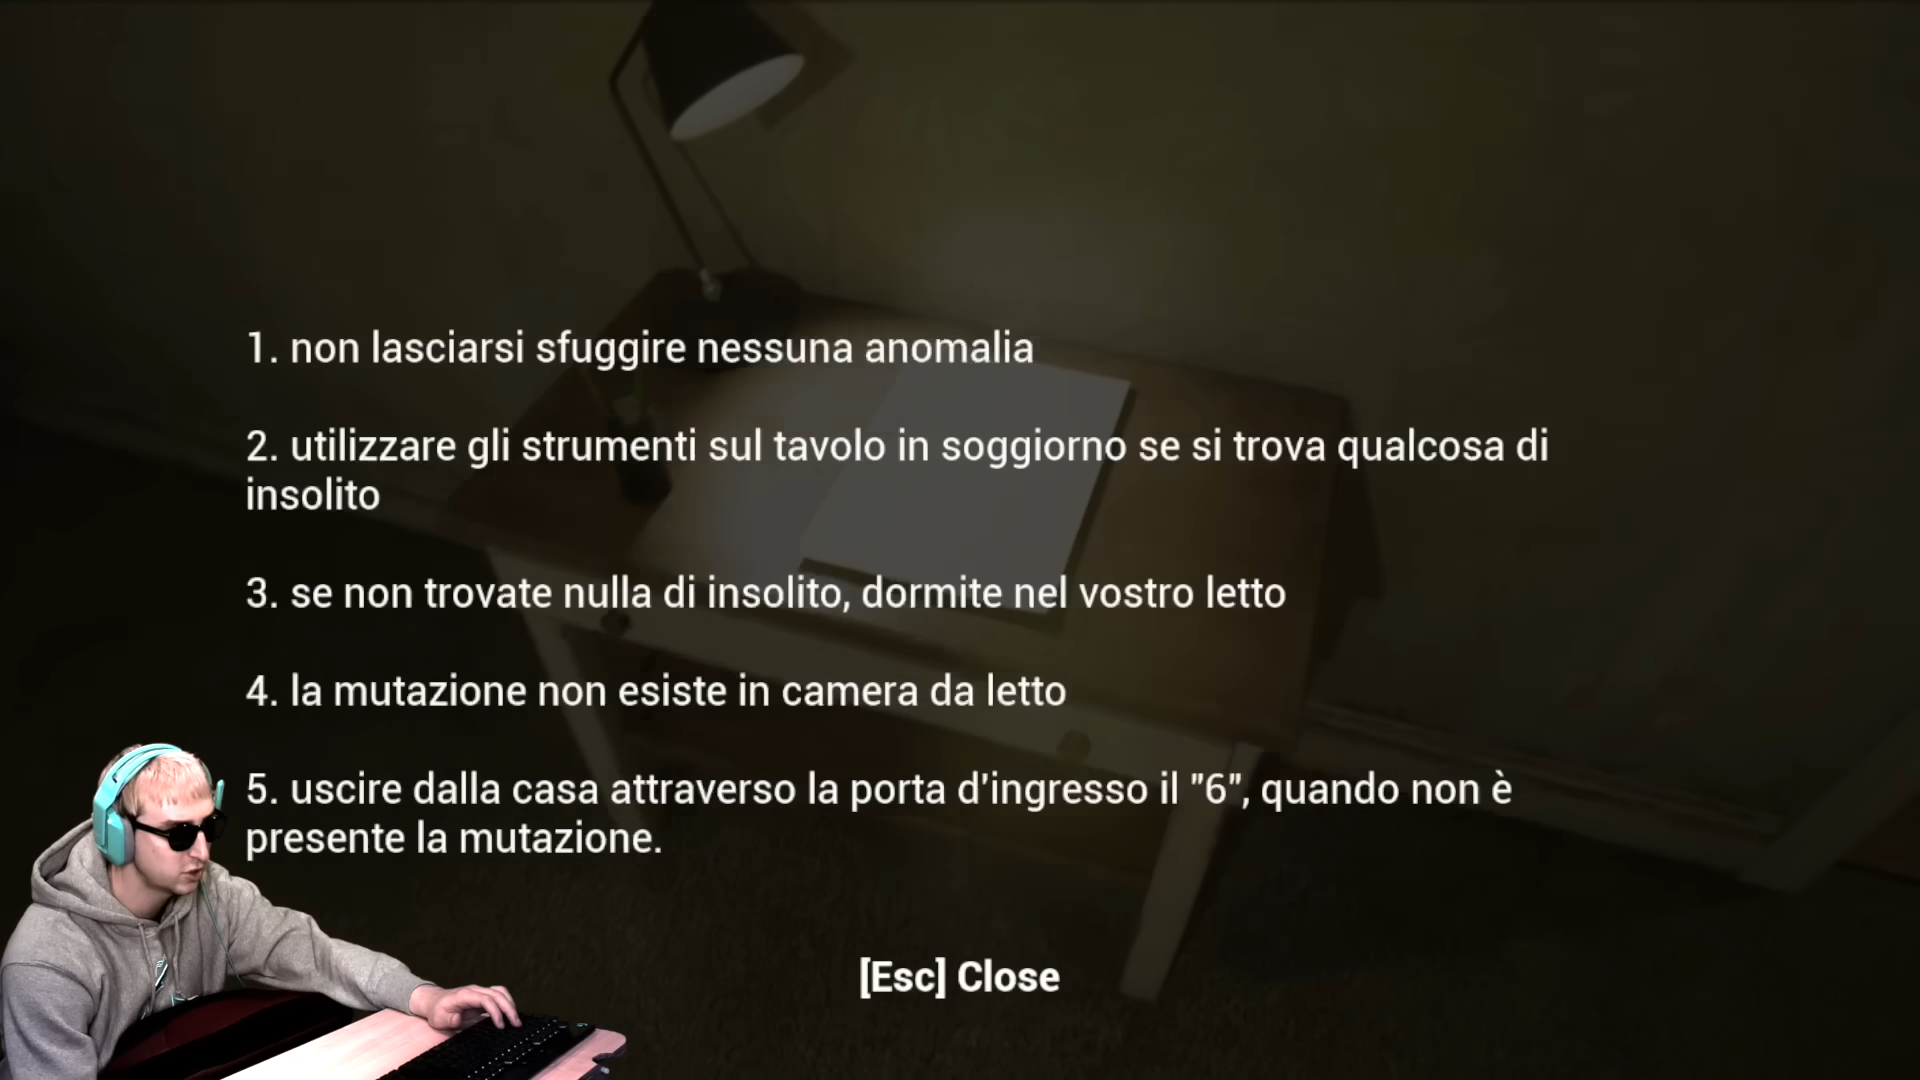 1. non lasciarsi sfuggire nessuna anomalia
2. utilizzare gli strumenti sul tavolo in soggiorno se si trova qualcosa di
insolito
3. se non trovate nulla di insolito, dormite nel vostro letto
4. la mutazione non esiste in camera da letto
5. uscire dalla casa attraverso la porta d'ingresso il "6", quando non è
presente la mutazione.
[Esc] Close